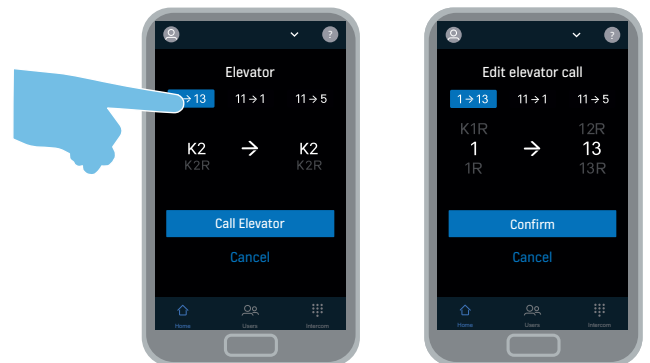 ?
Elevator
→ 13 11 → 1 11 → 5
K2 → K2
K2R K2R
Call Elevator
Cancel
Home Users Intercom
?
Edit elevator call
1 → 13 11 → 1 11 → 5
K1R 12R
1 → 13
1R 13R
Confirm
Cancel
Home Users Intercom